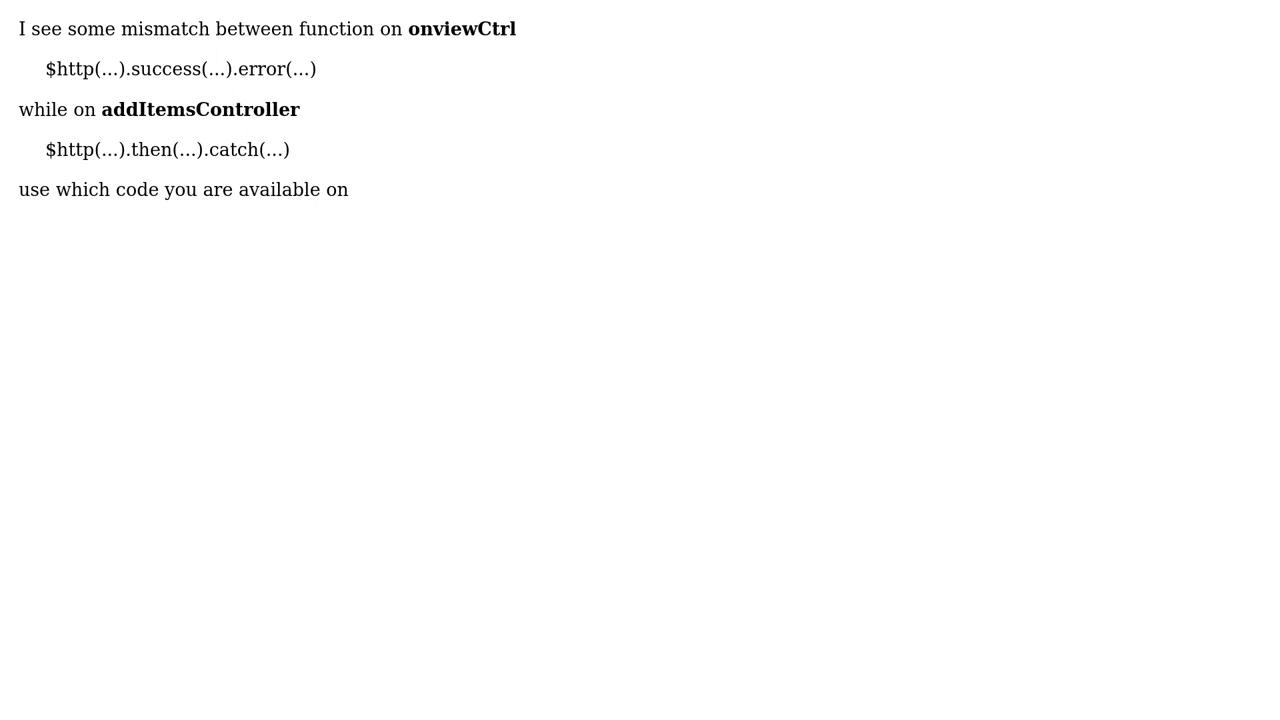 I see some mismatch between function on onviewCtrl
$http(...).success(...).error(...)
while on addItemsController
$http(...).then(...).catch(...)
use which code you are available on